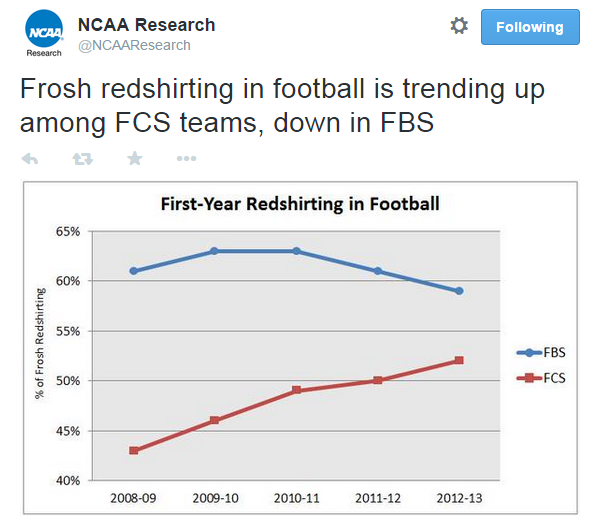 NCAA
Research
NCAA Research
@NCAAResearch
Following
Frosh redshirting in football is trending up
among FCS teams, down in FBS
First-Year Redshirting in Football
% of Frosh Redshirting
65%
60%
55%
50%
45%
40%
2008-09 2009-10 2010-11 2011-12 2012-13
FBS
FCS